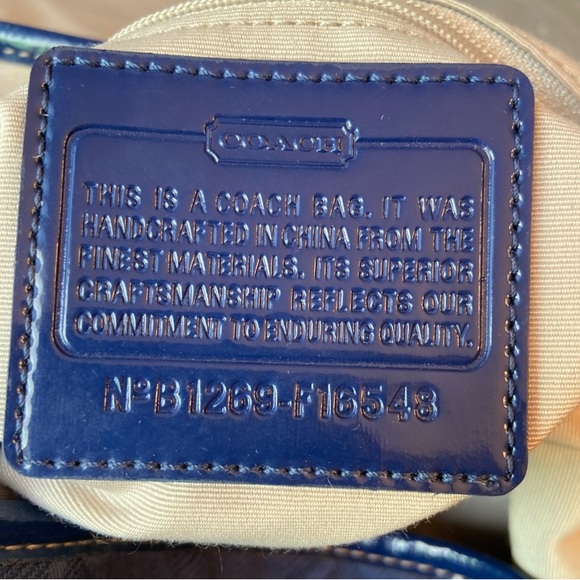 COACH
THIS IS A COACH BAG. IT WAS
HANDCRAFTED IN CHINA FROM THE
FINEST MATERIALS. ITS SUPERIOR
CRAFTSMANSHIP REFLECTS OUR
COMMITMENT TO ENDURING QUALITY.
NºB1269-F16548